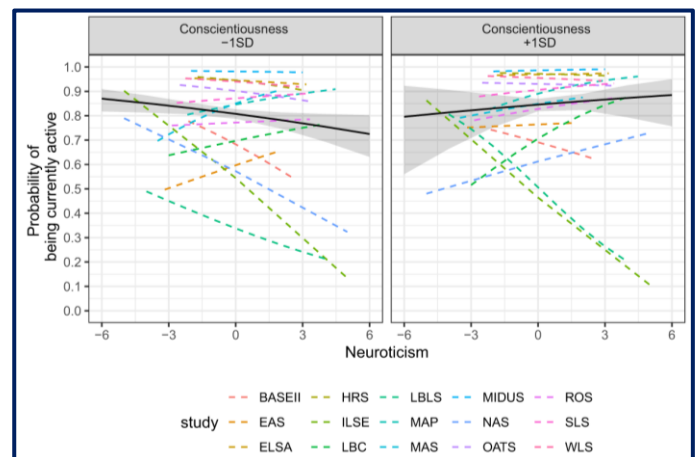 Conscientiousness
−1SD
Conscientiousness
+1SD
1.0
0.9
0.8
0.7
0.6
0.5
0.4
0.3
0.2
0.1
0.0
Probability of
being currently active
−6 −3 0 3 6
−6 −3 0 3 6
Neuroticism
study
BASEII HRS LBLS MIDUS ROS
EAS ILSE MAP NAS SLS
ELSA LBC MAS OATS WLS